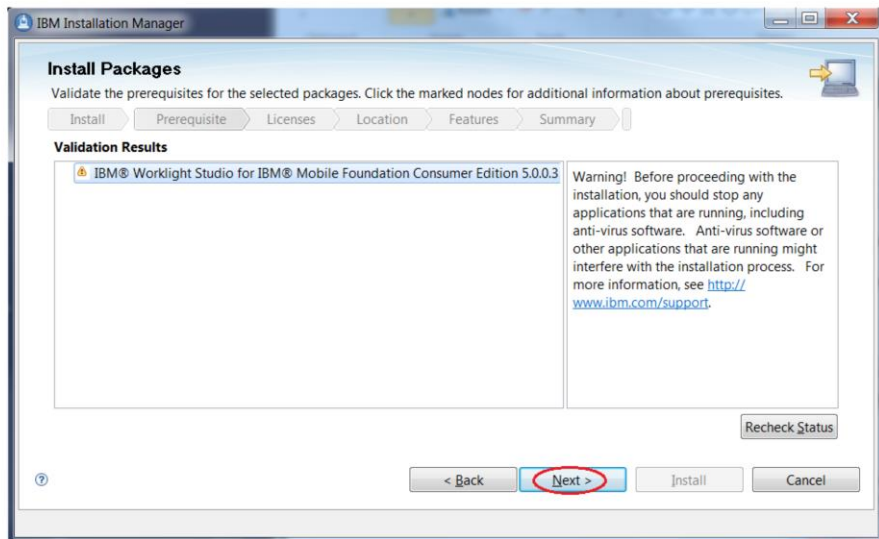 IBM Installation Manager
Install Packages
Validate the prerequisites for the selected packages. Click the marked nodes for additional information about prerequisites.
Install Prerequisite Licenses Location Features Summary
Validation Results
IBM® Worklight Studio for IBM® Mobile Foundation Consumer Edition 5.0.0.3
Warning! Before proceeding with the
installation, you should stop any
applications that are running, including
anti-virus software. Anti-virus software or
other applications that are running might
interfere with the installation process. For
more information, see http://
www.ibm.com/support.
Recheck Status
< Back Next > Install Cancel